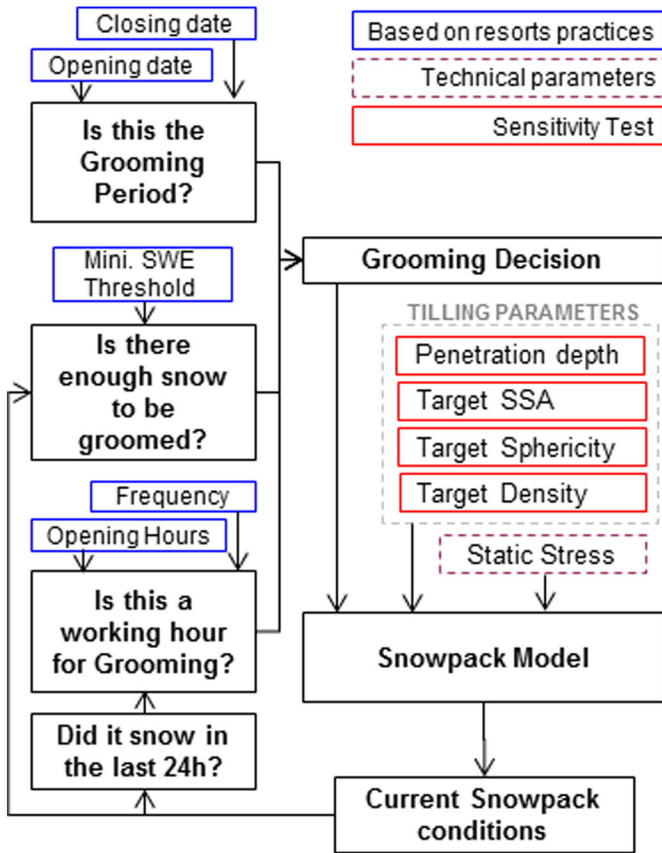 Closing date
Opening date
Is this the
Grooming
Period?
Based on resorts practices
Technical parameters
Sensitivity Test
Mini. SWE
Threshold
Grooming Decision
Is there
enough snow
to be
groomed?
TILLING PARAMETERS
Penetration depth
Target SSA
Target Sphericity
Target Density
Frequency
Opening Hours
Is this a
working hour
for Grooming?
Static Stress
Snowpack Model
Did it snow in
the last 24h?
Current Snowpack
conditions